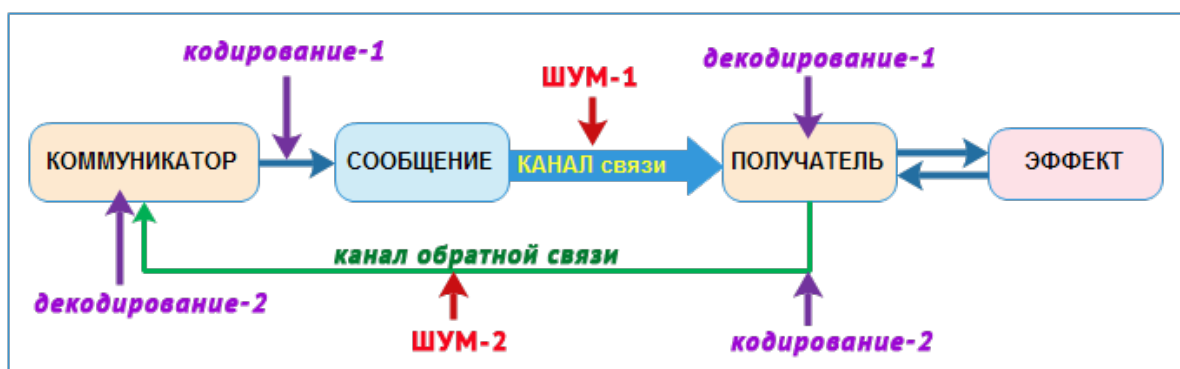 кодирование-1
декодирование-1
ШУМ-1
КОММУНИКАТОР
СООБЩЕНИЕ
КАНАЛ связи
ПОЛУЧАТЕЛЬ
ЭФФЕКТ
канал обратной связи
декодирование-2
ШУМ-2
кодирование-2